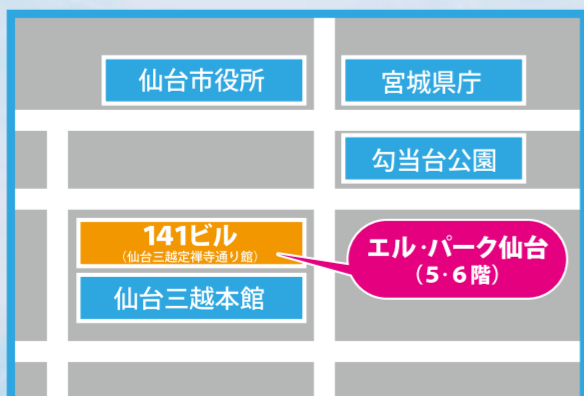 仙台市役所
宮城県庁
勾当台公園
141ビル
（仙台三越定禅寺通り館）
エル・パーク仙台
（5・6階）
仙台三越本館